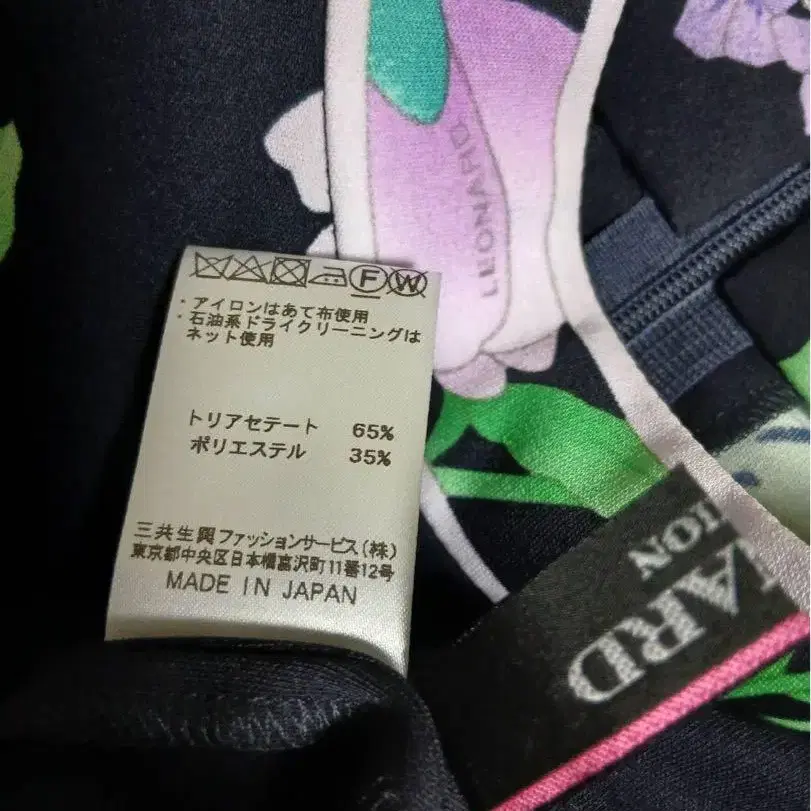 LEONARD
F W
・アイロンはあて布使用
・石油系ドライクリーニングは
ネット使用
トリアセテート 65%
ポリエステル 35%
三共生興ファッションサービス(株)
東京都中央区日本橋富沢町11番12号
MADE IN JAPAN
NARD
ION